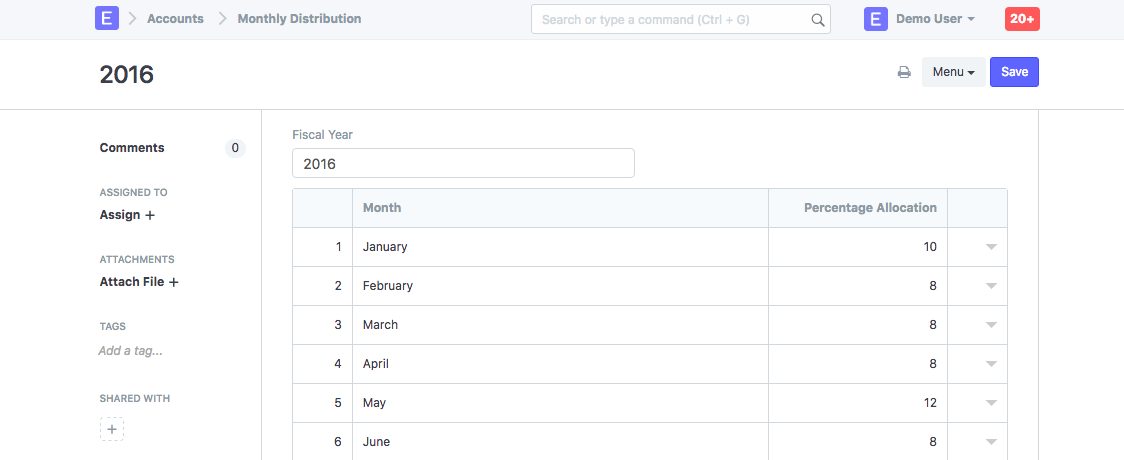 E Accounts Monthly Distribution Search or type a command (Ctrl + G) E Demo User 20+
2016 Menu Save
Comments 0
ASSIGNED TO
Assign +
ATTACHMENTS
Attach File +
TAGS
Add a tag...
SHARED WITH
+
Fiscal Year
2016
Month Percentage Allocation
1 January 10
2 February 8
3 March 8
4 April 8
5 May 12
6 June 8